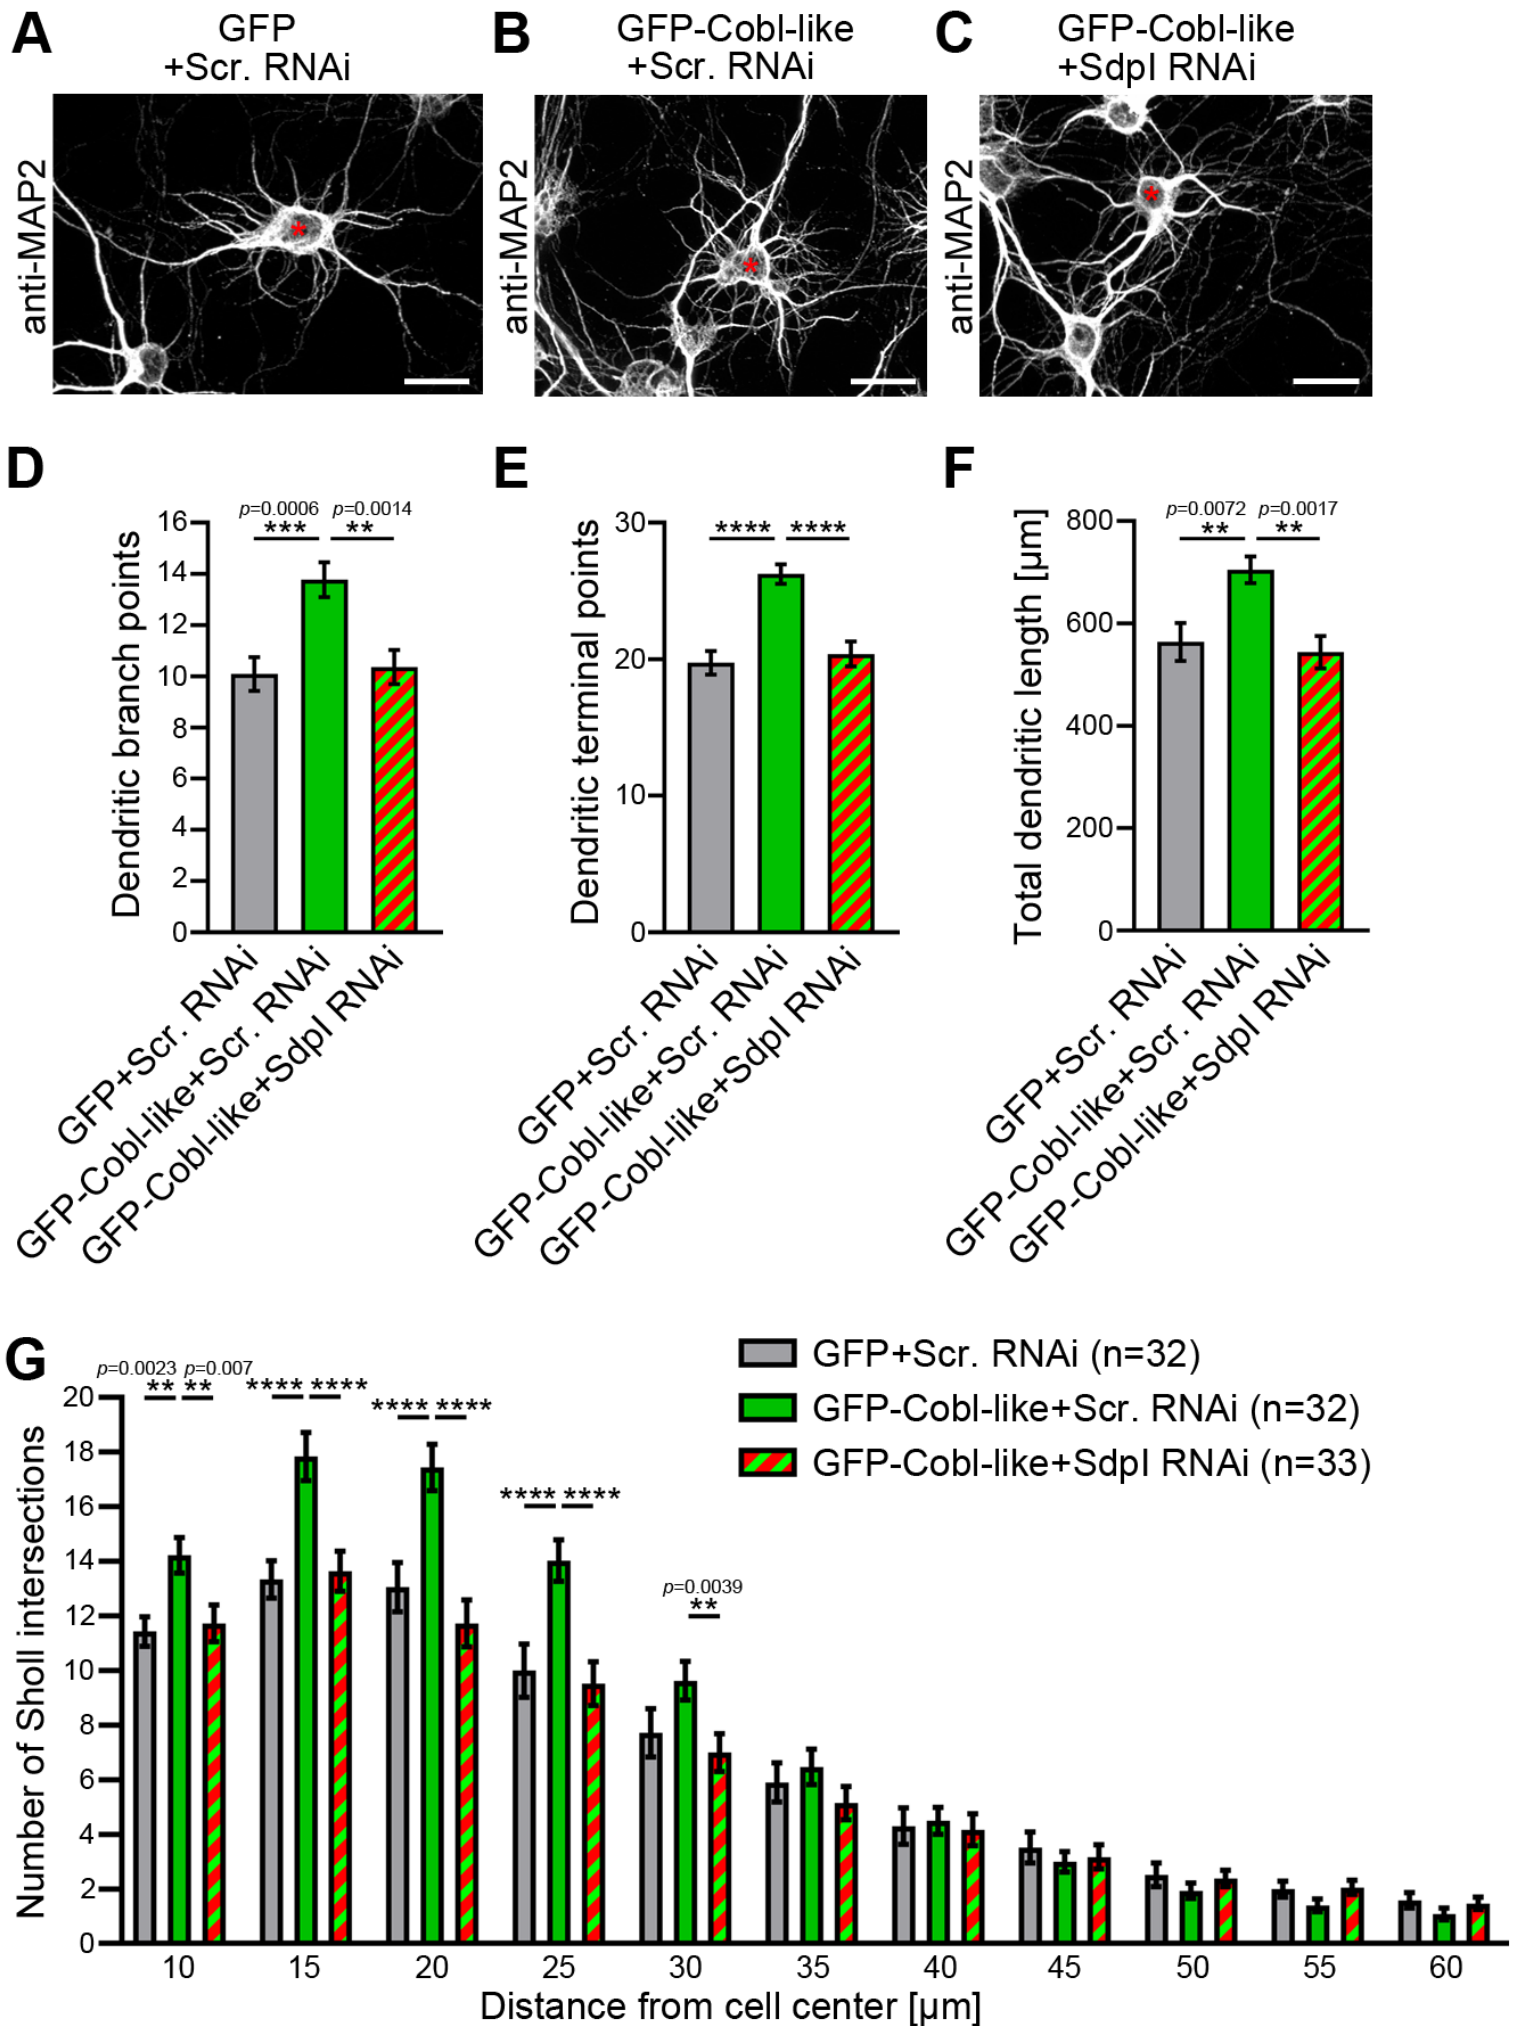 A
GFP
+Scr. RNAi
B
GFP-Cobl-like
+Scr. RNAi
C
GFP-Cobl-like
+SdpI RNAi
anti-MAP2
*
anti-MAP2
*
anti-MAP2
*
D
Dendritic branch points
16
14
12
10
8
6
4
2
0
p=0.0006 p=0.0014
*** **
GFP+Scr. RNAi
GFP-Cobl-like+Scr. RNAi
GFP-Cobl-like+SdpI RNAi
E
Dendritic terminal points
30
20
10
0
**** ****
GFP+Scr. RNAi
GFP-Cobl-like+Scr. RNAi
GFP-Cobl-like+SdpI RNAi
F
Total dendritic length [µm]
800
600
400
200
0
p=0.0072 p=0.0017
** **
GFP+Scr. RNAi
GFP-Cobl-like+Scr. RNAi
GFP-Cobl-like+SdpI RNAi
G
GFP+Scr. RNAi (n=32)
GFP-Cobl-like+Scr. RNAi (n=32)
GFP-Cobl-like+SdpI RNAi (n=33)
Number of Sholl intersections
20
18
16
14
12
10
8
6
4
2
0
p=0.0023 p=0.007
** **
**** ****
**** ****
**** ****
p=0.0039
**
10 15 20 25 30 35 40 45 50 55 60
Distance from cell center [µm]